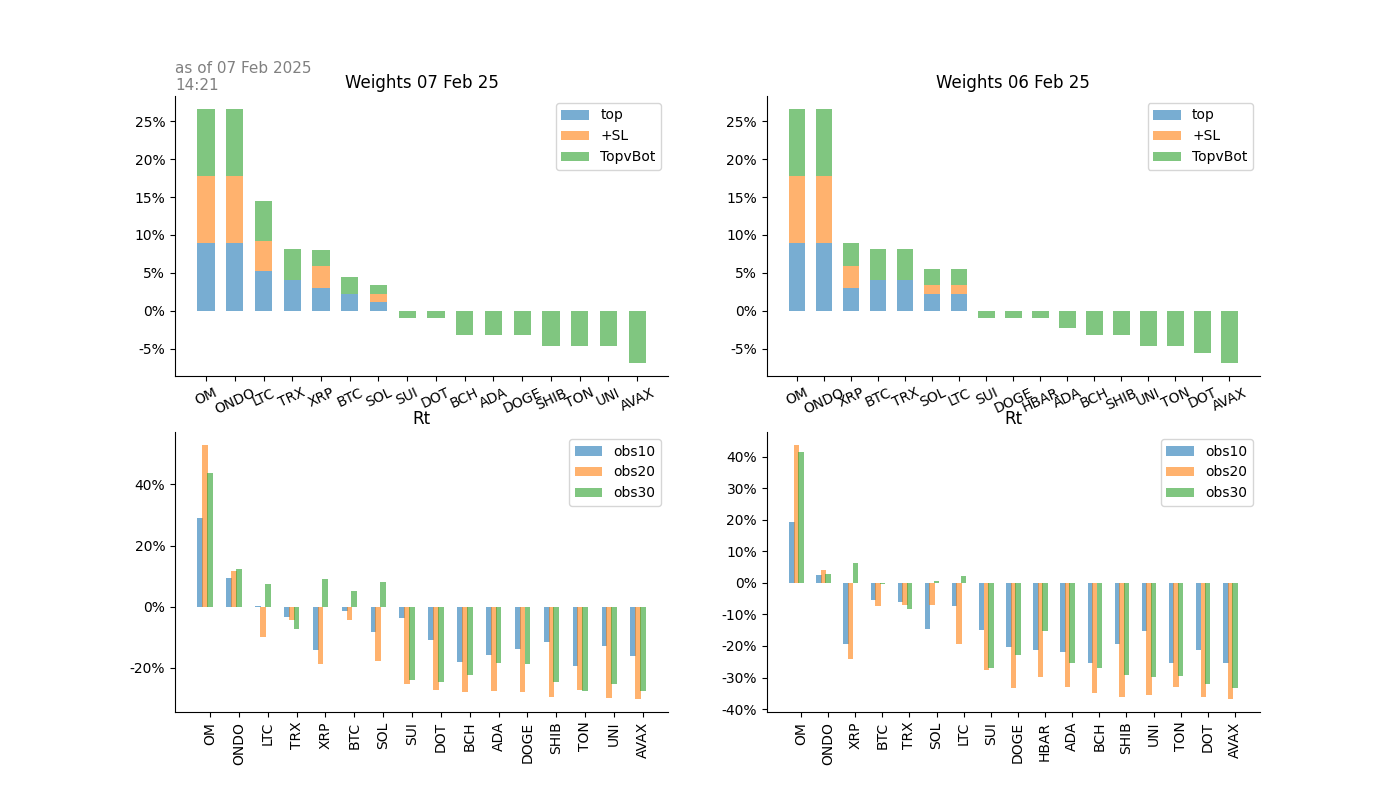 as of 07 Feb 2025
14:21
Weights 07 Feb 25
25%
20%
15%
10%
5%
0%
-5%
top
+SL
TopvBot
OM ONDO LTC TRX XRP BTC SOL SUI DOT BCH ADA DOGE SHIB TON UNI AVAX
Weights 06 Feb 25
25%
20%
15%
10%
5%
0%
-5%
top
+SL
TopvBot
OM ONDO XRP BTC TRX SOL LTC SUI DOGE HBAR ADA BCH SHIB UNI TON DOT AVAX
Rt
40%
20%
0%
-20%
obs10
obs20
obs30
OM ONDO LTC TRX XRP BTC SOL SUI DOT BCH ADA DOGE SHIB TON UNI AVAX
Rt
40%
30%
20%
10%
0%
-10%
-20%
-30%
-40%
obs10
obs20
obs30
OM ONDO XRP BTC TRX SOL LTC SUI DOGE HBAR ADA BCH SHIB UNI TON DOT AVAX